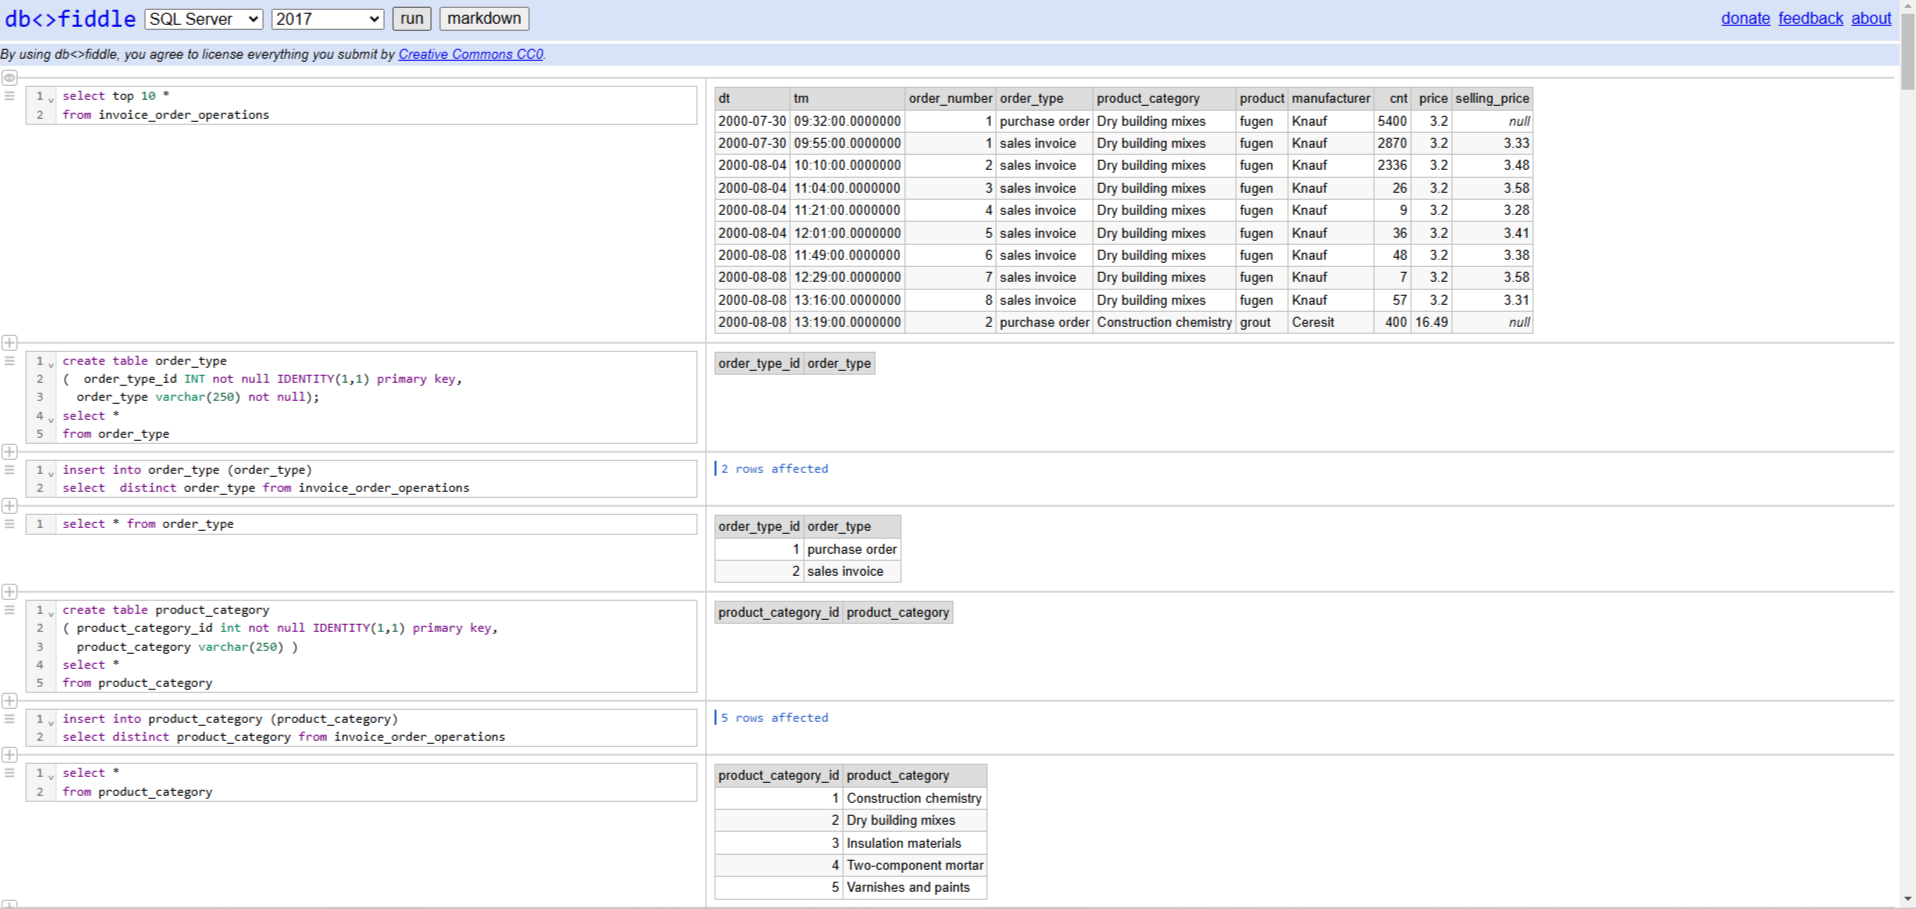 db<>fiddle SQL Server 2017 run markdown donate feedback about
By using db<>fiddle, you agree to license everything you submit by Creative Commons CC0.
1 select top 10 *
2 from invoice_order_operations
dt tm order_number order_type product_category product manufacturer cnt price selling_price
2000-07-30 09:32:00.0000000 1 purchase order Dry building mixes fugen Knauf 5400 3.2 null
2000-07-30 09:55:00.0000000 1 sales invoice Dry building mixes fugen Knauf 2870 3.2 3.33
2000-08-04 10:10:00.0000000 2 sales invoice Dry building mixes fugen Knauf 2336 3.2 3.48
2000-08-04 11:04:00.0000000 3 sales invoice Dry building mixes fugen Knauf 26 3.2 3.58
2000-08-04 11:21:00.0000000 4 sales invoice Dry building mixes fugen Knauf 9 3.2 3.28
2000-08-04 12:01:00.0000000 5 sales invoice Dry building mixes fugen Knauf 36 3.2 3.41
2000-08-08 11:49:00.0000000 6 sales invoice Dry building mixes fugen Knauf 48 3.2 3.38
2000-08-08 12:29:00.0000000 7 sales invoice Dry building mixes fugen Knauf 7 3.2 3.58
2000-08-08 13:16:00.0000000 8 sales invoice Dry building mixes fugen Knauf 57 3.2 3.31
2000-08-08 13:19:00.0000000 2 purchase order Construction chemistry grout Ceresit 400 16.49 null
1 create table order_type
2 ( order_type_id INT not null IDENTITY(1,1) primary key,
3 order_type varchar(250) not null);
4 select *
5 from order_type
order_type_id order_type
1 insert into order_type (order_type)
2 select distinct order_type from invoice_order_operations
2 rows affected
1 select * from order_type
order_type_id order_type
1 purchase order
2 sales invoice
1 create table product_category
2 ( product_category_id int not null IDENTITY(1,1) primary key,
3 product_category varchar(250) )
4 select *
5 from product_category
product_category_id product_category
1 insert into product_category (product_category)
2 select distinct product_category from invoice_order_operations
5 rows affected
1 select *
2 from product_category
product_category_id product_category
1 Construction chemistry
2 Dry building mixes
3 Insulation materials
4 Two-component mortar
5 Varnishes and paints